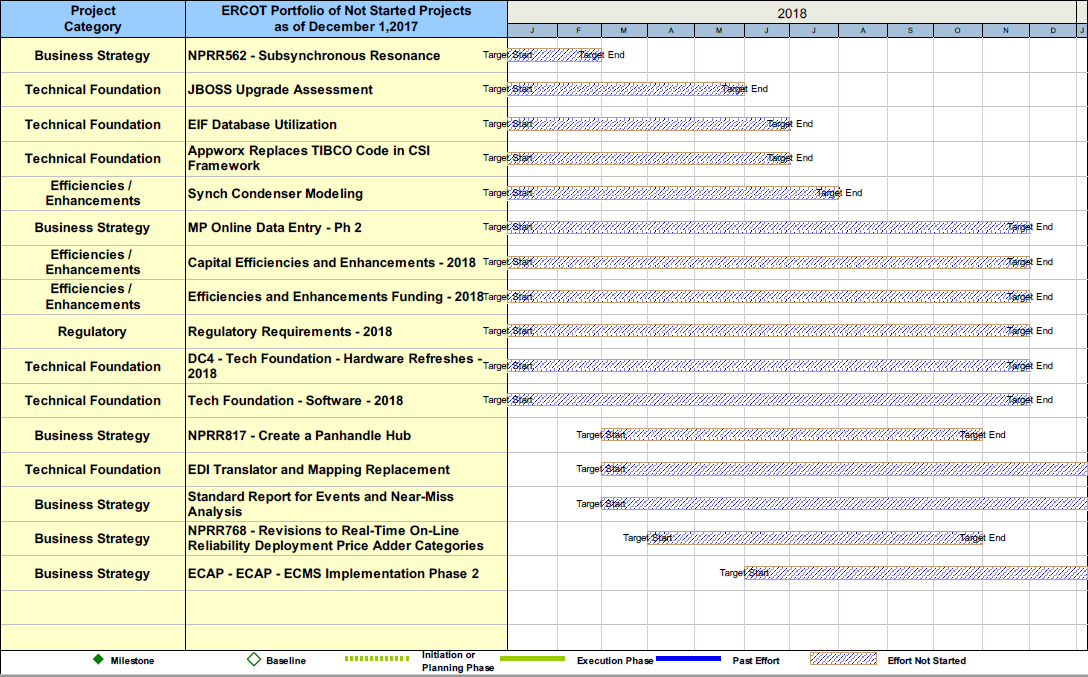 Project
Category
ERCOT Portfolio of Not Started Projects
as of December 1,2017
2018
J F M A M J J A S O N D J
Business Strategy NPRR562 - Subsynchronous Resonance Target Start Target End
Technical Foundation JBOSS Upgrade Assessment Target Start Target End
Technical Foundation EIF Database Utilization Target Start Target End
Technical Foundation Appworx Replaces TIBCO Code in CSI
Framework Target Start Target End
Efficiencies /
Enhancements Synch Condenser Modeling Target Start Target End
Business Strategy MP Online Data Entry - Ph 2 Target Start Target End
Efficiencies /
Enhancements Capital Efficiencies and Enhancements - 2018 Target Start Target End
Efficiencies /
Enhancements Efficiencies and Enhancements Funding - 2018 Target Start Target End
Regulatory Regulatory Requirements - 2018 Target Start Target End
Technical Foundation DC4 - Tech Foundation - Hardware Refreshes -
2018 Target Start Target End
Technical Foundation Tech Foundation - Software - 2018 Target Start Target End
Business Strategy NPRR817 - Create a Panhandle Hub Target Start Target End
Technical Foundation EDI Translator and Mapping Replacement Target Start
Business Strategy Standard Report for Events and Near-Miss
Analysis Target Start
Business Strategy NPRR768 - Revisions to Real-Time On-Line
Reliability Deployment Price Adder Categories Target Start Target End
Business Strategy ECAP - ECAP - ECMS Implementation Phase 2 Target Start
Milestone
Baseline
Initiation or
Planning Phase
Execution Phase
Past Effort
Effort Not Started